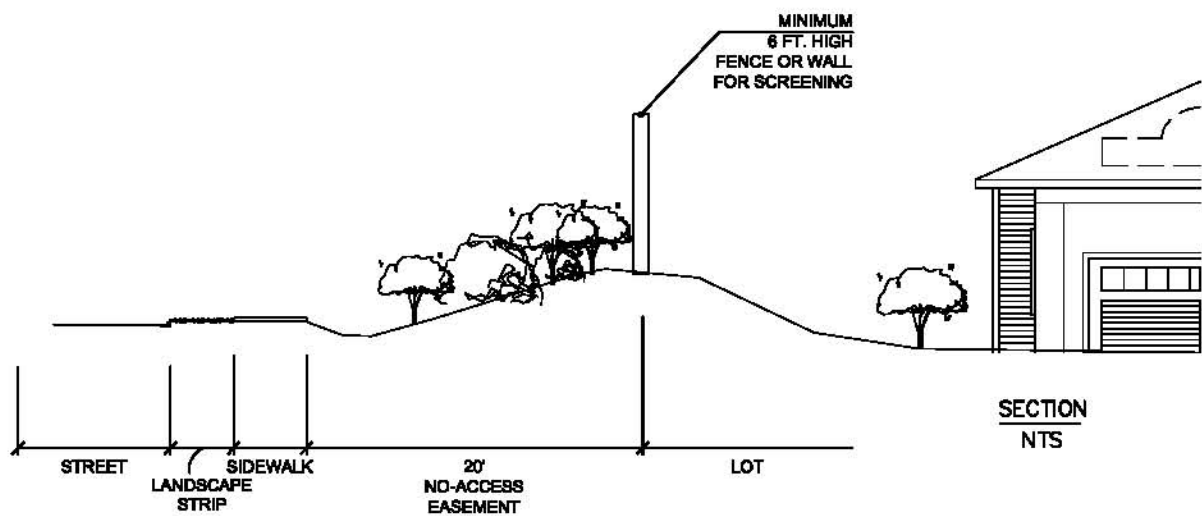 MINIMUM
6 FT. HIGH
FENCE OR WALL
FOR SCREENING
SECTION
NTS
STREET
LANDSCAPE
STRIP
SIDEWALK
20'
NO-ACCESS
EASEMENT
LOT